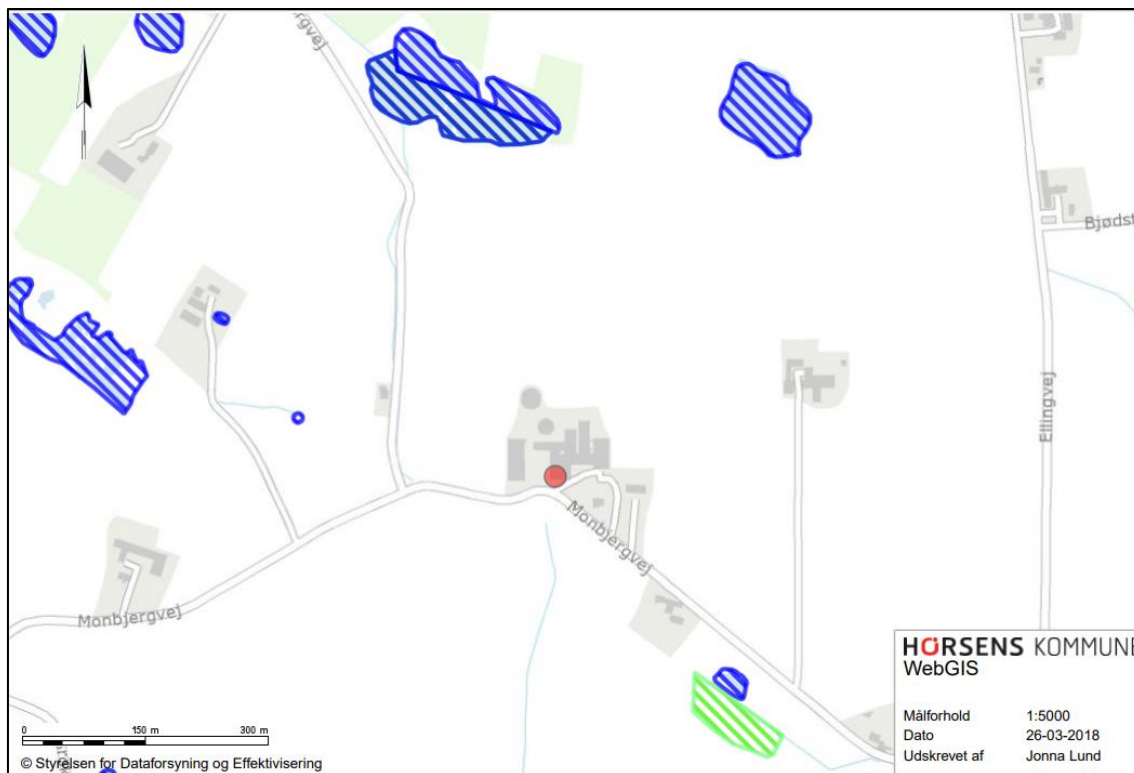 ergvej
Bjødst
Ellingvej
Monbjergvej
Monbjergvej
HORSENS KOMMUNE
WebGIS
Målforhold 1:5000
Dato 26-03-2018
Udskrevet af Jonna Lund
0 150 m 300 m
© Styrelsen for Dataforsyning og Effektivisering